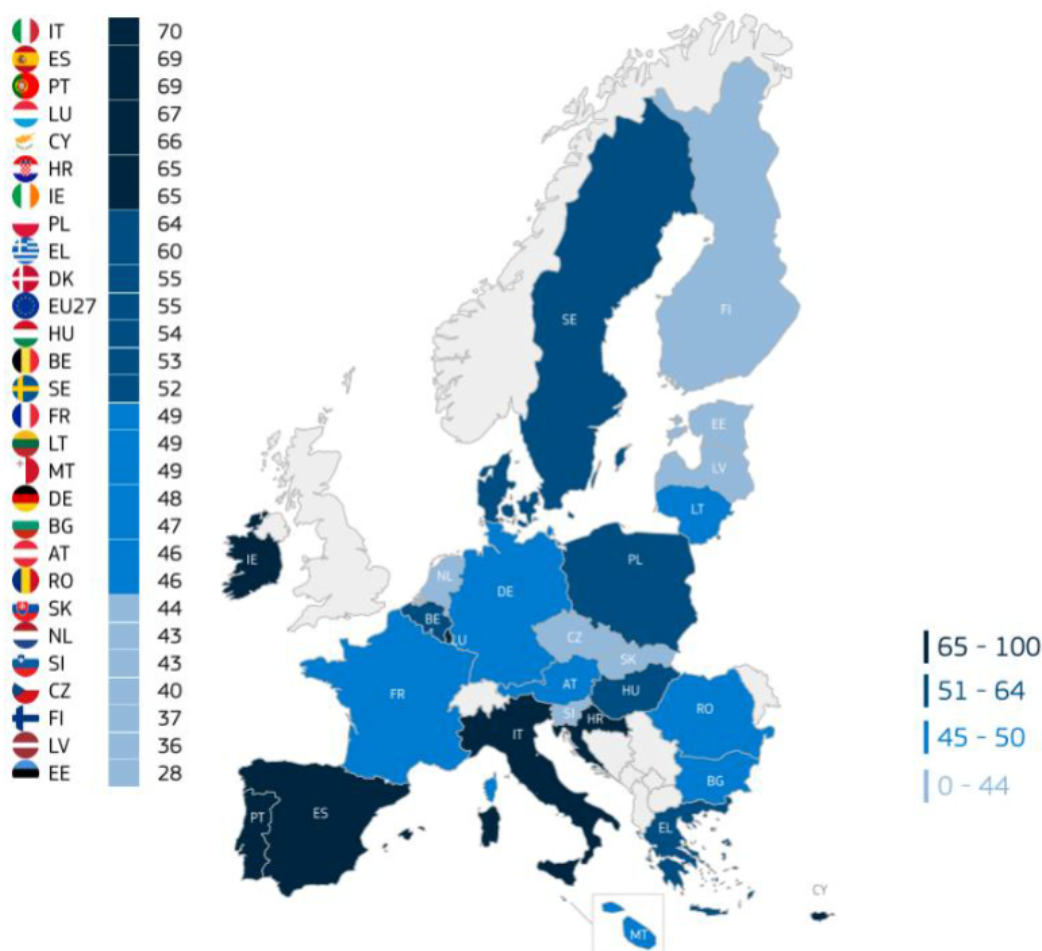 IT 70
ES 69
PT 69
LU 67
CY 66
HR 65
IE 65
PL 64
EL 60
DK 55
EU27 55
HU 54
BE 53
SE 52
FR 49
LT 49
MT 49
DE 48
BG 47
AT 46
RO 46
SK 44
NL 43
SI 43
CZ 40
FI 37
LV 36
EE 28
SE
FI
EE
LV
LT
IE
NL
PL
DE
BE
LU
CZ
SK
FR
AT
HU
SI
HR
RO
IT
BG
PT
ES
EL
CY
MT
65 - 100
51 - 64
45 - 50
0 - 44